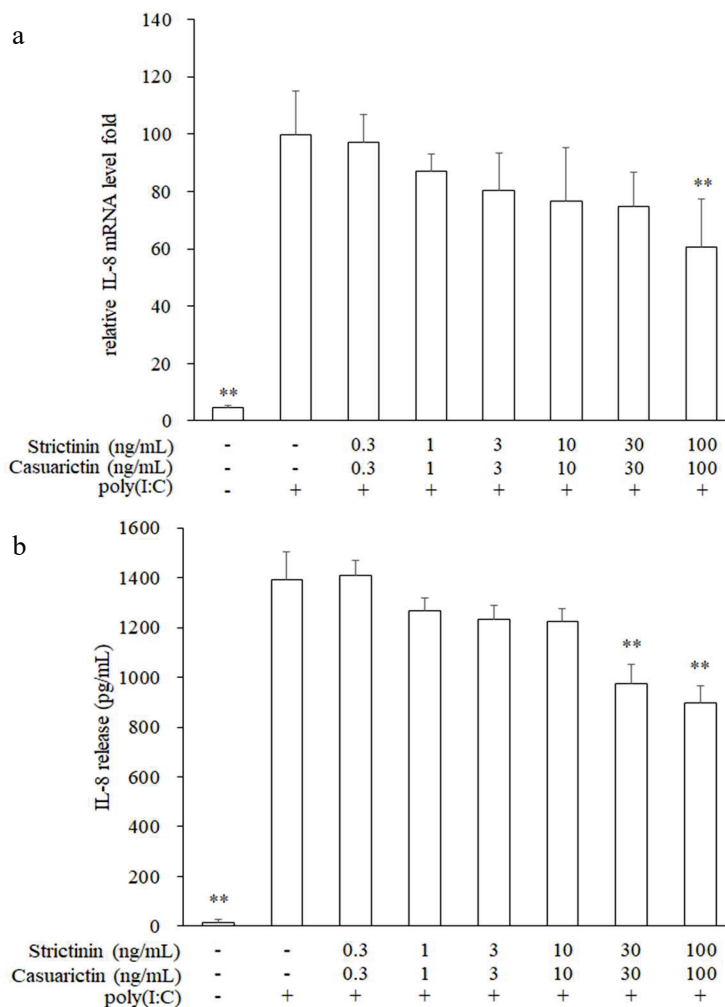 a
relative IL-8 mRNA level fold
140
120
100
80
60
40
20
0
**
**
Strictinin (ng/mL) - - 0.3 1 3 10 30 100
Casuarictin (ng/mL) - - 0.3 1 3 10 30 100
poly(I:C) - + + + + + + +
b
IL-8 release (pg/mL)
1600
1400
1200
1000
800
600
400
200
0
**
**
**
Strictinin (ng/mL) - - 0.3 1 3 10 30 100
Casuarictin (ng/mL) - - 0.3 1 3 10 30 100
poly(I:C) - + + + + + + +